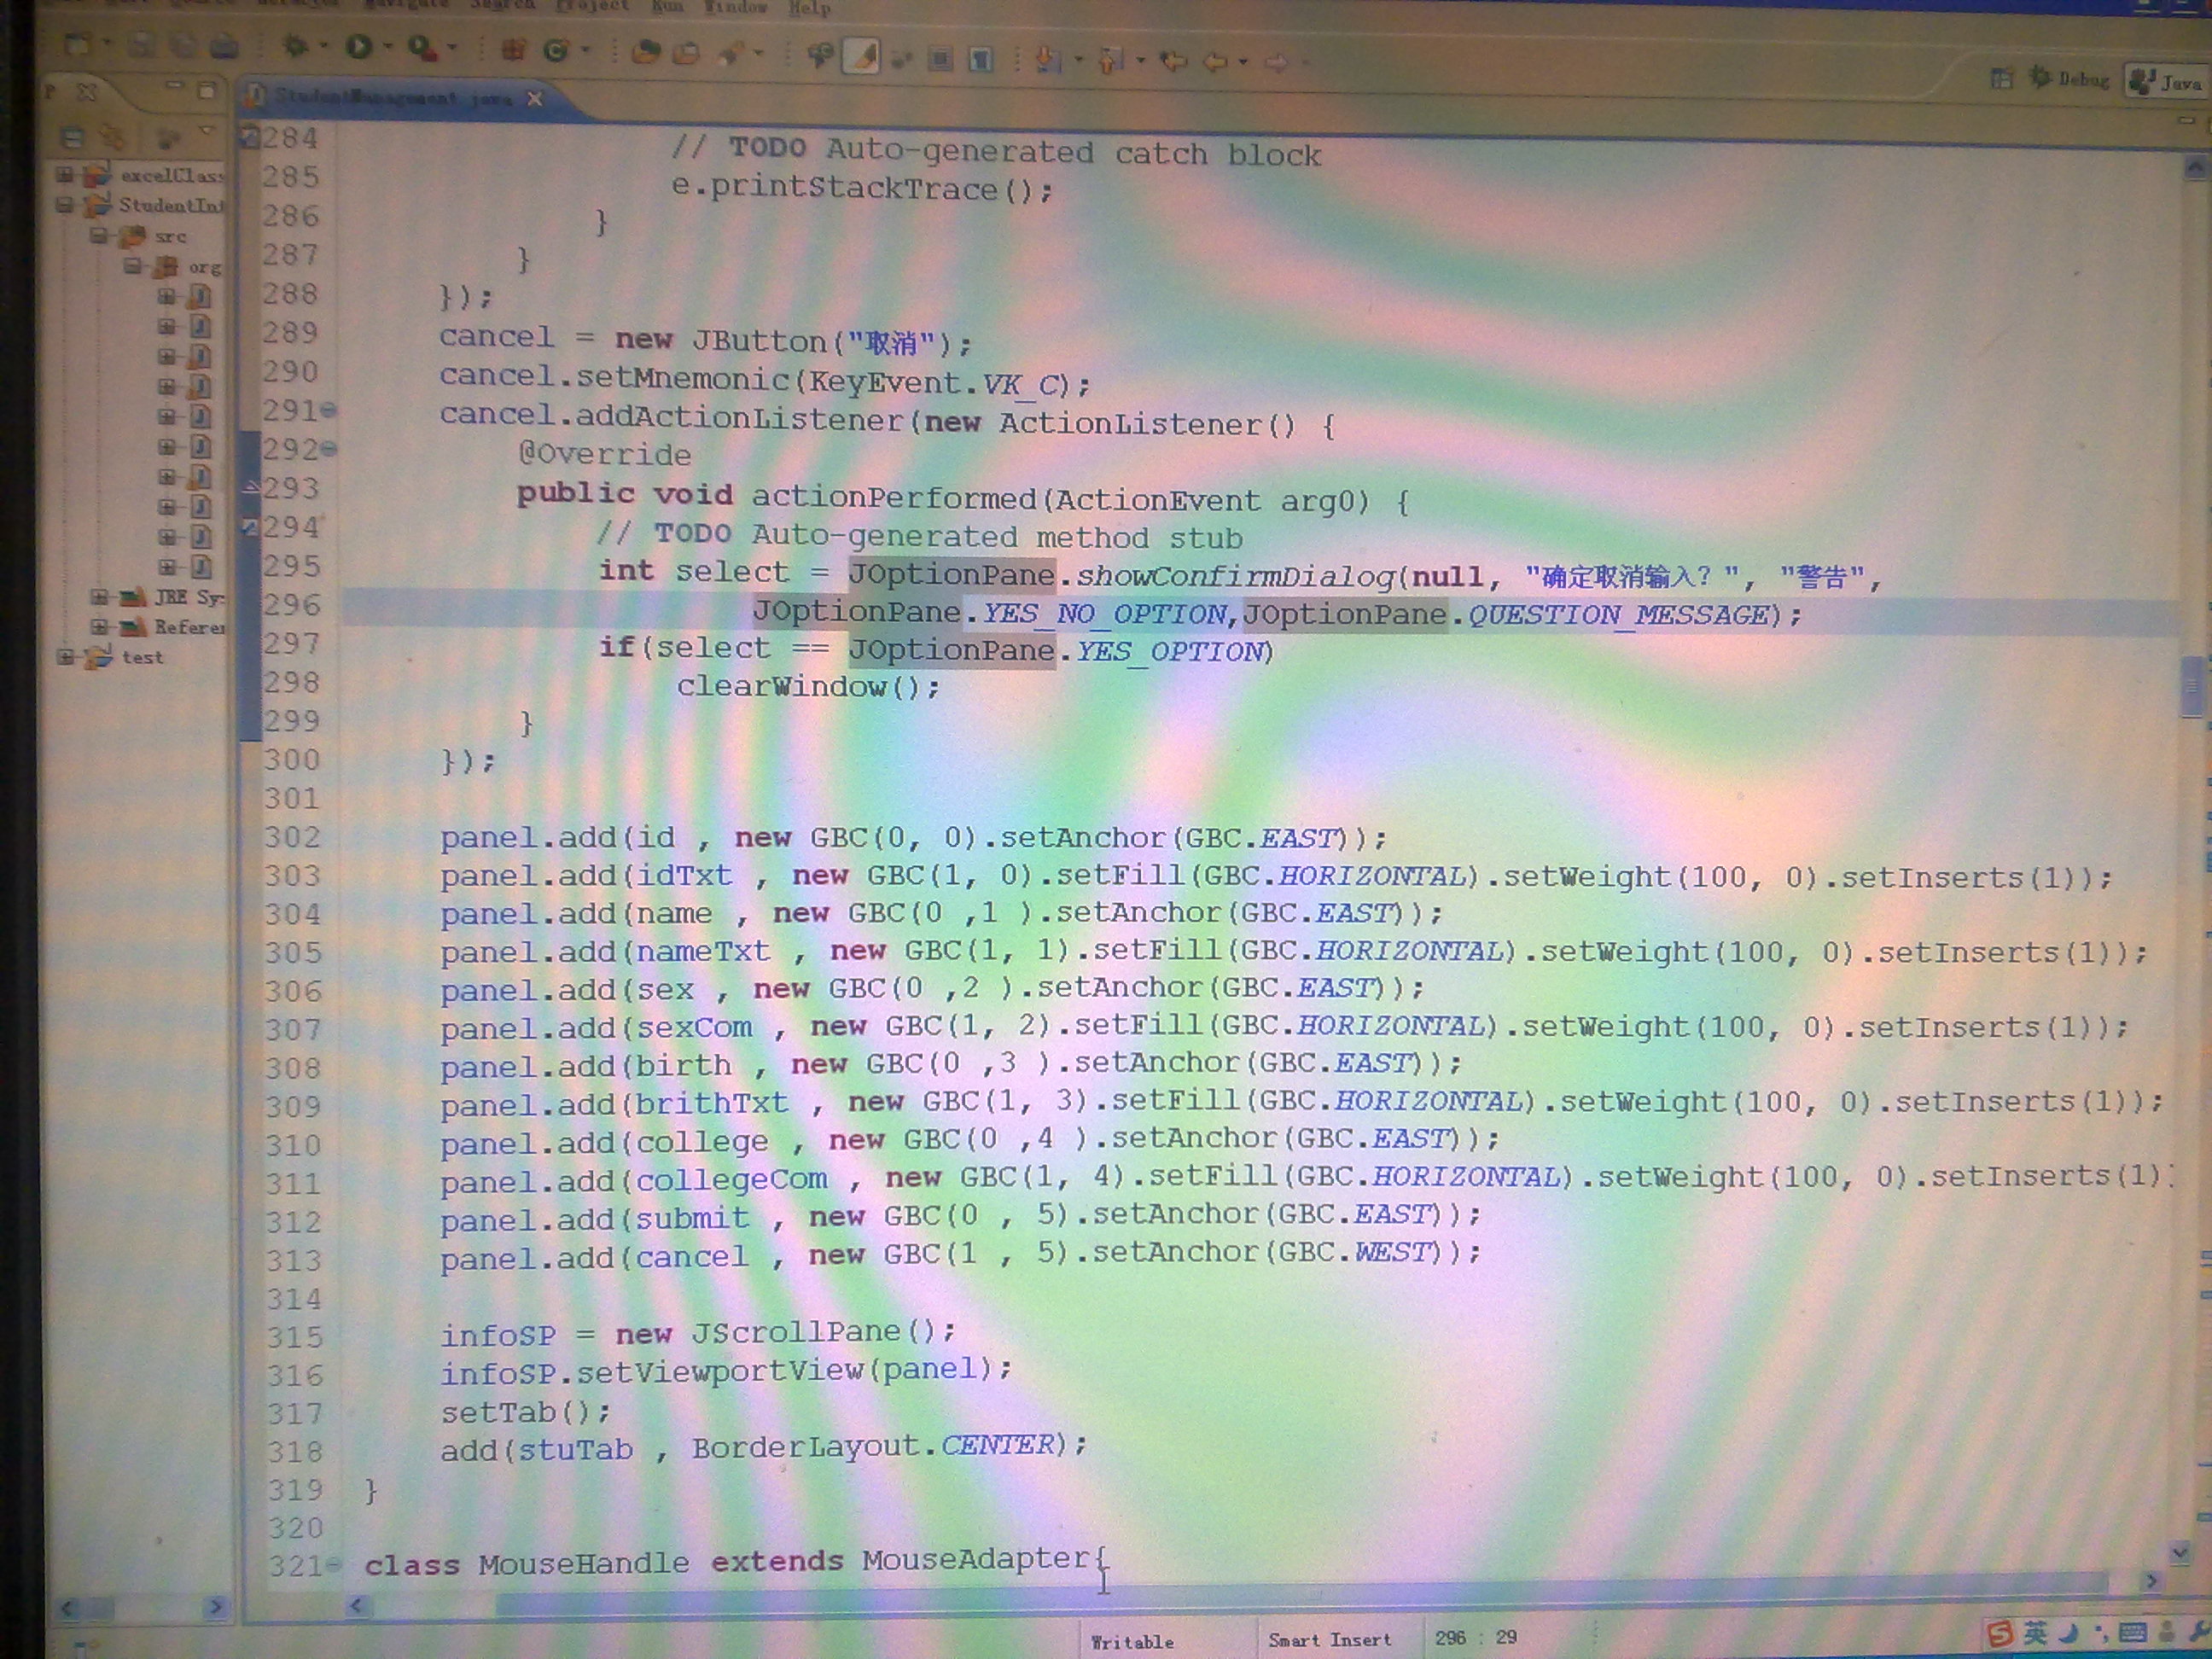 Project Run Window Help
Debug Java
P
StudentManagement.java
excelClas
StudentIn
src
org
JRE Sy
Refere
test
284 // TODO Auto-generated catch block
285 e.printStackTrace();
286 }
287 }
288 });
289 cancel = new JButton("取消");
290 cancel.setMnemonic(KeyEvent.VK_C);
291 cancel.addActionListener(new ActionListener() {
292 @Override
293 public void actionPerformed(ActionEvent arg0) {
294 // TODO Auto-generated method stub
295 int select = JOptionPane.showConfirmDialog(null, "确定取消输入？", "警告",
296 JOptionPane.YES_NO_OPTION,JOptionPane.QUESTION_MESSAGE);
297 if(select == JOptionPane.YES_OPTION)
298 clearWindow();
299 }
300 });
301
302 panel.add(id , new GBC(0, 0).setAnchor(GBC.EAST));
303 panel.add(idTxt , new GBC(1, 0).setFill(GBC.HORIZONTAL).setWeight(100, 0).setInserts(1));
304 panel.add(name , new GBC(0 ,1 ).setAnchor(GBC.EAST));
305 panel.add(nameTxt , new GBC(1, 1).setFill(GBC.HORIZONTAL).setWeight(100, 0).setInserts(1));
306 panel.add(sex , new GBC(0 ,2 ).setAnchor(GBC.EAST));
307 panel.add(sexCom , new GBC(1, 2).setFill(GBC.HORIZONTAL).setWeight(100, 0).setInserts(1));
308 panel.add(birth , new GBC(0 ,3 ).setAnchor(GBC.EAST));
309 panel.add(brithTxt , new GBC(1, 3).setFill(GBC.HORIZONTAL).setWeight(100, 0).setInserts(1));
310 panel.add(college , new GBC(0 ,4 ).setAnchor(GBC.EAST));
311 panel.add(collegeCom , new GBC(1, 4).setFill(GBC.HORIZONTAL).setWeight(100, 0).setInserts(1)
312 panel.add(submit , new GBC(0 , 5).setAnchor(GBC.EAST));
313 panel.add(cancel , new GBC(1 , 5).setAnchor(GBC.WEST));
314
315 infoSP = new JScrollPane();
316 infoSP.setViewportView(panel);
317 setTab();
318 add(stuTab , BorderLayout.CENTER);
319 }
320
321 class MouseHandle extends MouseAdapter{
Writable Smart Insert 296 : 29
英